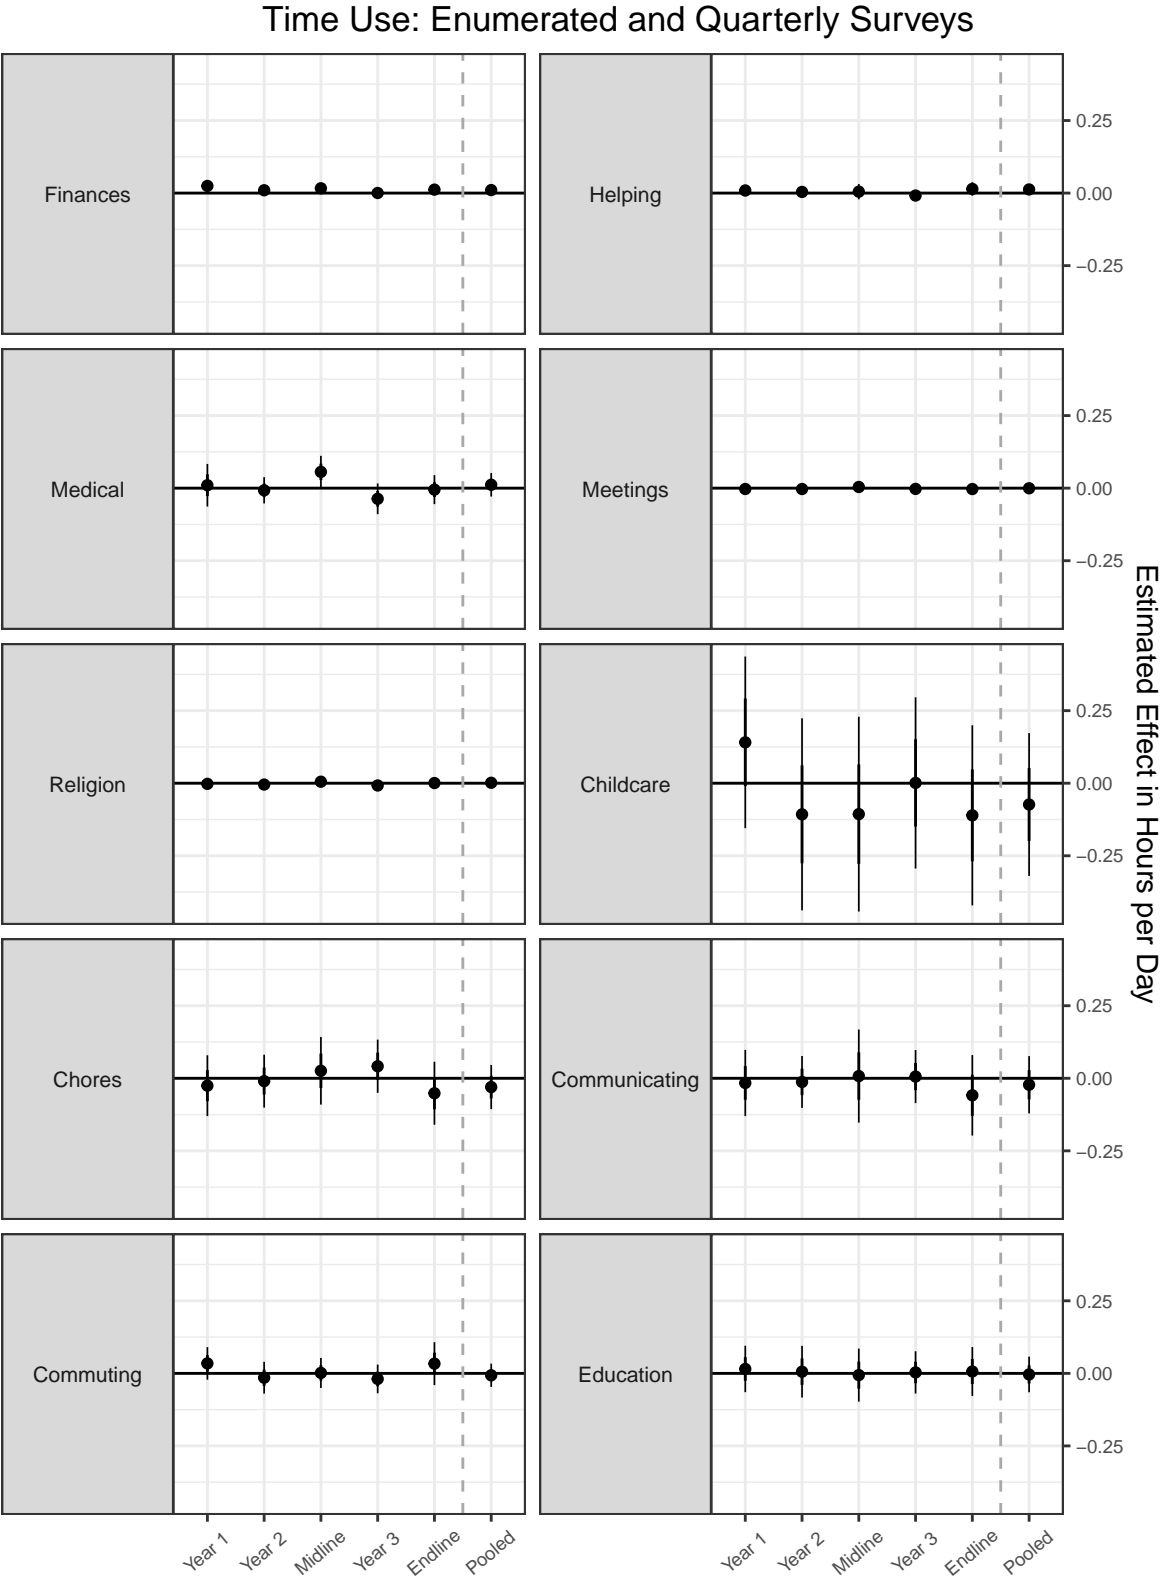 Time Use: Enumerated and Quarterly Surveys
Finances
Helping
0.25
0.00
−0.25
Medical
Meetings
0.25
0.00
−0.25
Religion
Childcare
0.25
0.00
−0.25
Chores
Communicating
0.25
0.00
−0.25
Commuting
Education
0.25
0.00
−0.25
Estimated Effect in Hours per Day
Year 1
Year 2
Midline
Year 3
Endline
Pooled
Year 1
Year 2
Midline
Year 3
Endline
Pooled